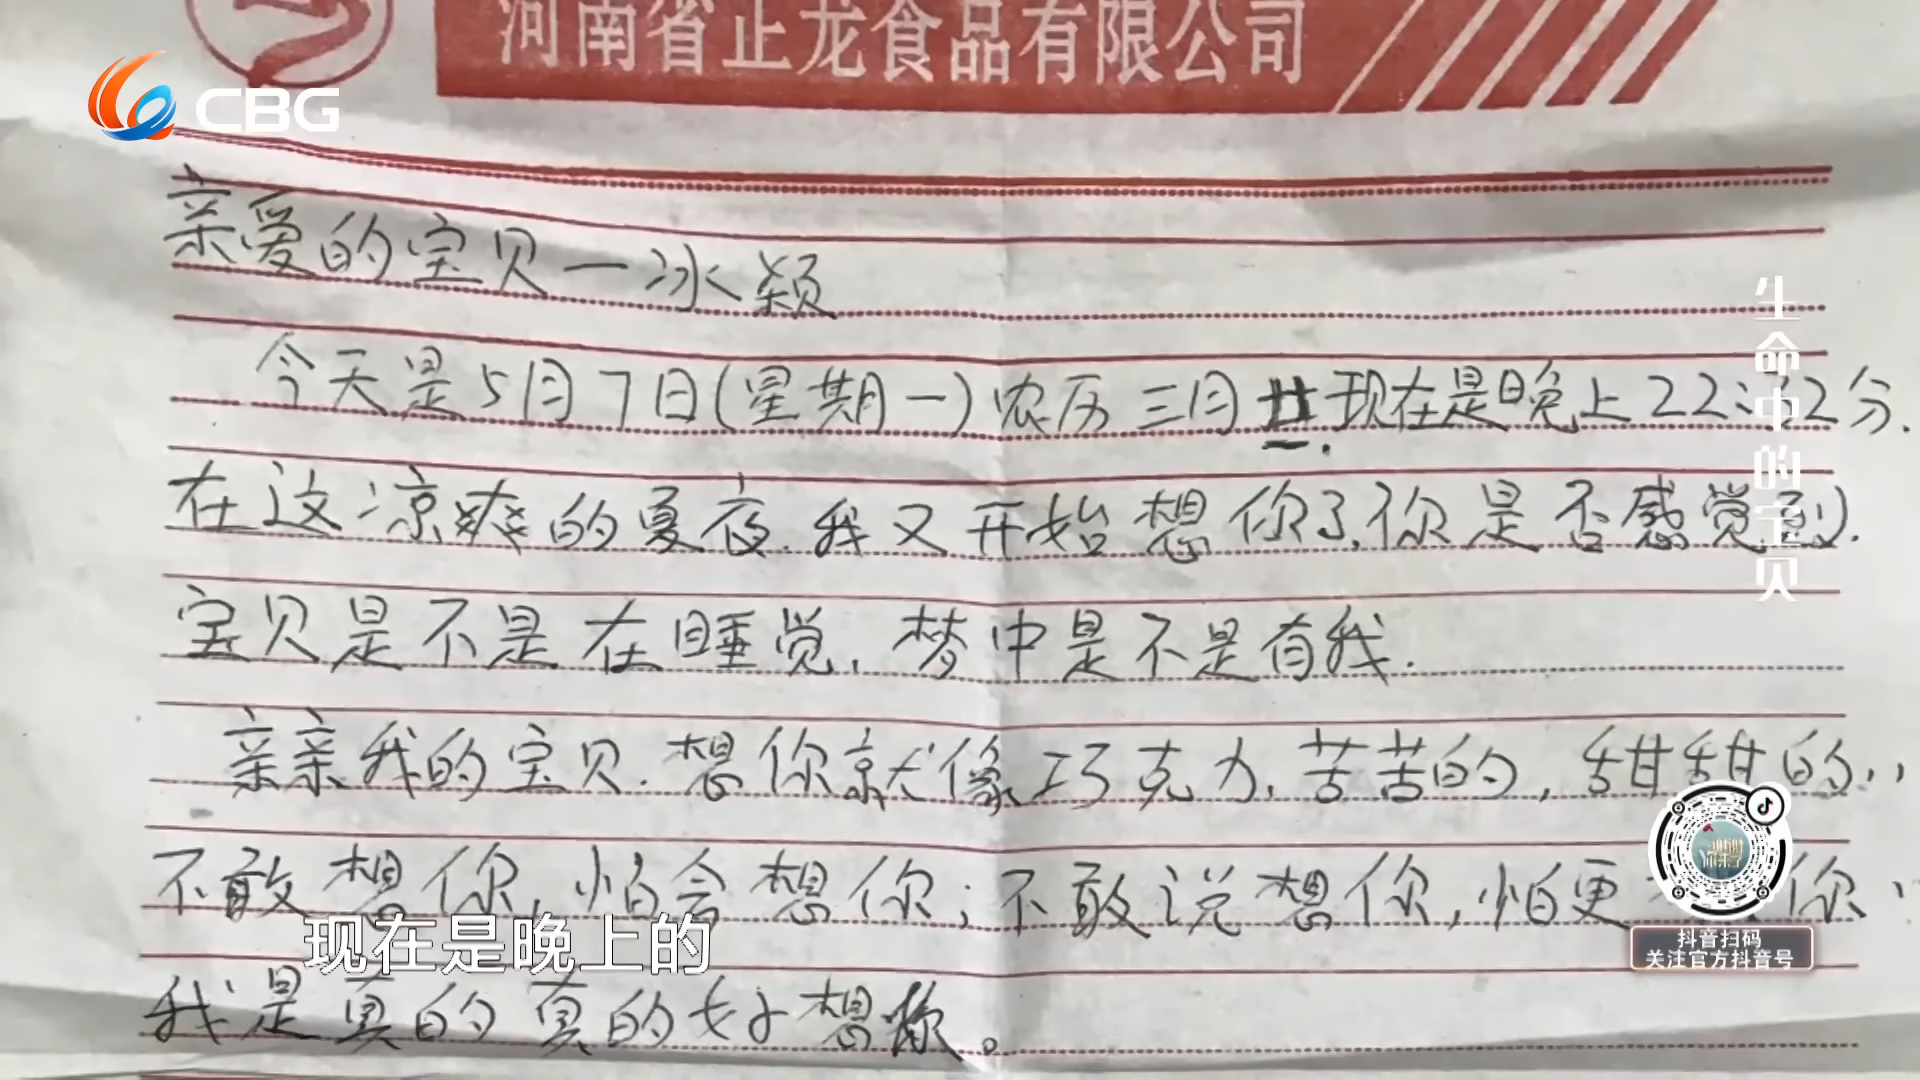 河南省正龙食品有限公司
CBG
亲爱的宝贝—冰颖
今天是5月7日(星期一)农历三月廿.现在是晚上22:32分.
在这凉爽的夏夜.我又开始想你了,你是否感觉到.
宝贝是不是在睡觉.梦中是不是有我.
亲亲我的宝贝.想你就像巧克力.苦苦的,甜甜的..
不敢想你,怕会想你;不敢说想你,怕更 你
我是真的真的好想你。
生命中的宝贝
现在是晚上的
抖音扫码
关注官方抖音号